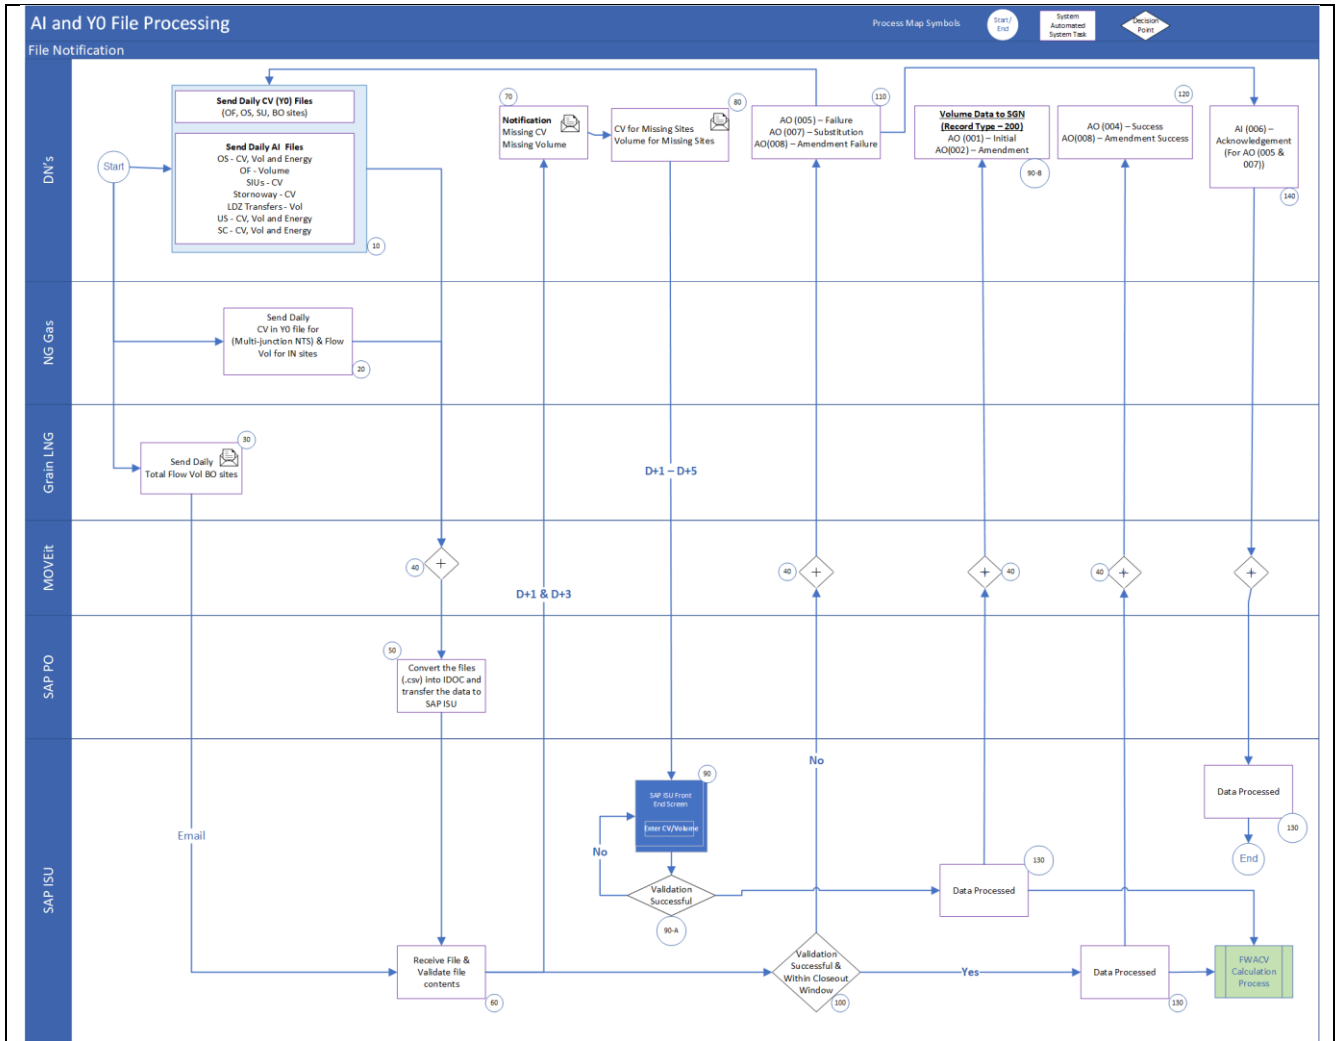 AI and Y0 File Processing
Process Map Symbols
Start/
End
System
Automated
System Task
Decision
Point
File Notification
DN's
Start
Send Daily CV (Y0) Files
(OF, OS, SU, BO sites)
Send Daily AI Files
OS - CV, Vol and Energy
OF - Volume
SIUs - CV
Stornoway - CV
LDZ Transfers - Vol
US - CV, Vol and Energy
SC - CV, Vol and Energy
10
70
Notification
Missing CV
Missing Volume
80
CV for Missing Sites
Volume for Missing Sites
110
AO (005) – Failure
AO (007) – Substitution
AO(008) – Amendment Failure
Volume Data to SGN
(Record Type – 200)
AO (001) – Initial
AO(002) – Amendment
90-B
120
AO (004) – Success
AO(008) – Amendment Success
AI (006) –
Acknowledgement
(For AO (005 &
007))
140
NG Gas
Send Daily
CV in Y0 file for
(Multi-junction NTS) & Flow
Vol for IN sites
20
Grain LNG
30
Send Daily
Total Flow Vol BO sites
D+1 – D+5
MOVEit
40
40
40
40
D+1 & D+3
SAP PO
50
Convert the files
(.csv) into IDOC and
transfer the data to
SAP ISU
SAP ISU
Email
No
90
SAP ISU Front
End Screen
Enter CV/Volume
No
Validation
Successful
90-A
130
Data Processed
Data Processed
130
End
Receive File &
Validate file
contents
60
Validation
Successful &
Within Closeout
Window
100
Yes
Data Processed
130
FWACV
Calculation
Process